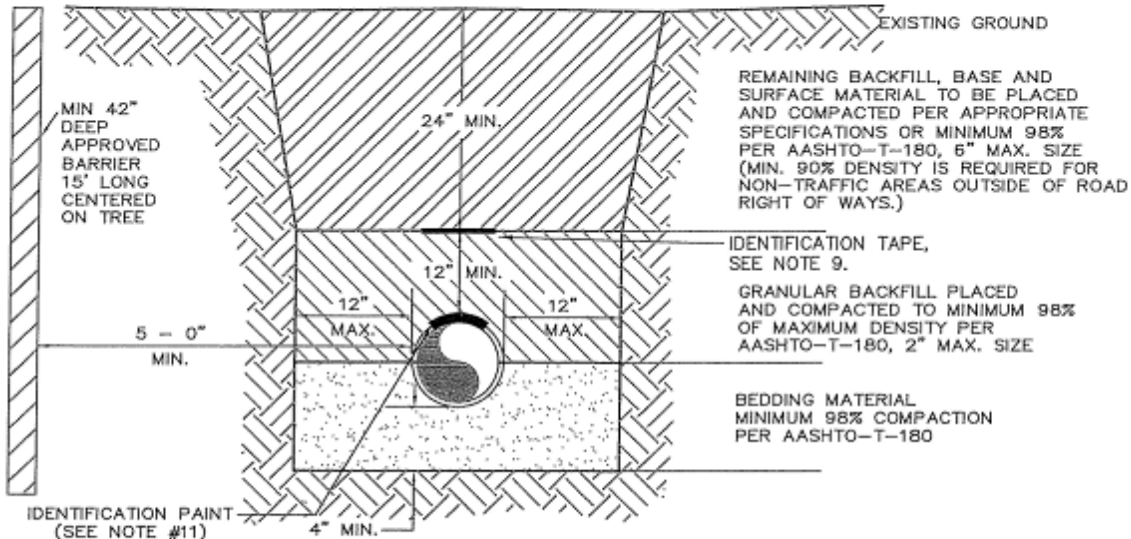 EXISTING GROUND
MIN 42"
DEEP
APPROVED
BARRIER
15' LONG
CENTERED
ON TREE
24" MIN.
REMAINING BACKFILL, BASE AND
SURFACE MATERIAL TO BE PLACED
AND COMPACTED PER APPROPRIATE
SPECIFICATIONS OR MINIMUM 98%
PER AASHTO-T-180, 6" MAX. SIZE
(MIN. 90% DENSITY IS REQUIRED FOR
NON-TRAFFIC AREAS OUTSIDE OF ROAD
RIGHT OF WAYS.)
IDENTIFICATION TAPE,
SEE NOTE 9.
12" MIN.
12"
MAX.
12"
MAX.
5 - 0"
MIN.
GRANULAR BACKFILL PLACED
AND COMPACTED TO MINIMUM 98%
OF MAXIMUM DENSITY PER
AASHTO-T-180, 2" MAX. SIZE
BEDDING MATERIAL
MINIMUM 98% COMPACTION
PER AASHTO-T-180
IDENTIFICATION PAINT
(SEE NOTE #11)
4" MIN.